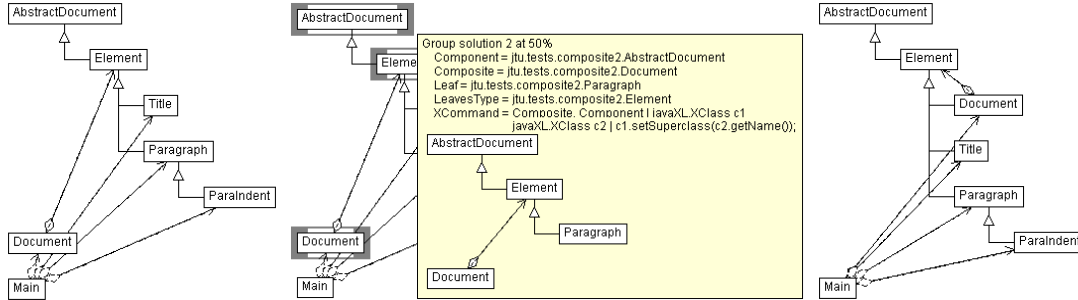 AbstractDocument
Element
Title
Paragraph
ParaIndent
Document
Main
AbstractDocument
Eleme
Document
Main
Group solution 2 at 50%
Component = jtu.tests.composite2.AbstractDocument
Composite = jtu.tests.composite2.Document
Leaf = jtu.tests.composite2.Paragraph
LeavesType = jtu.tests.composite2.Element
XCommand = Composite, Component | javaXL.XClass c1
javaXL.XClass c2 | c1.setSuperclass(c2.getName());
AbstractDocument
Element
Paragraph
Document
AbstractDocument
Element
Document
Title
Paragraph
ParaIndent
Main